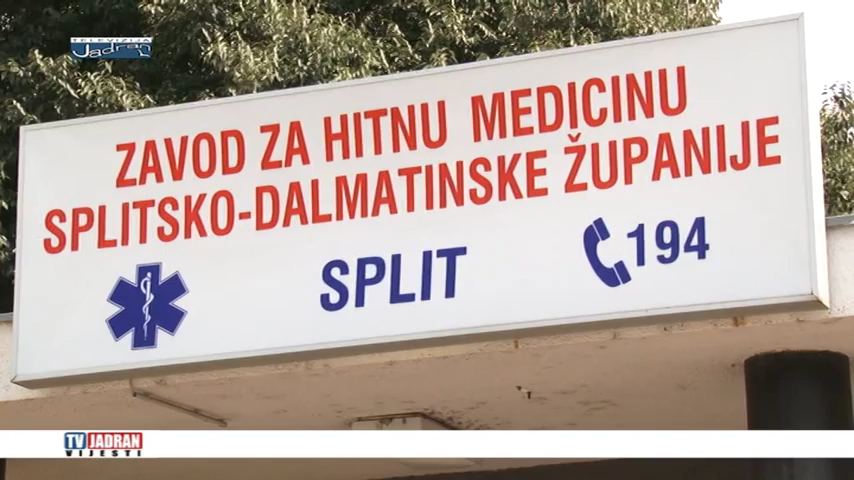 TELEVIZIJA
Jadran
ZAVOD ZA HITNU MEDICINU
SPLITSKO-DALMATINSKE ŽUPANIJE
SPLIT 194
TV JADRAN
VIJESTI